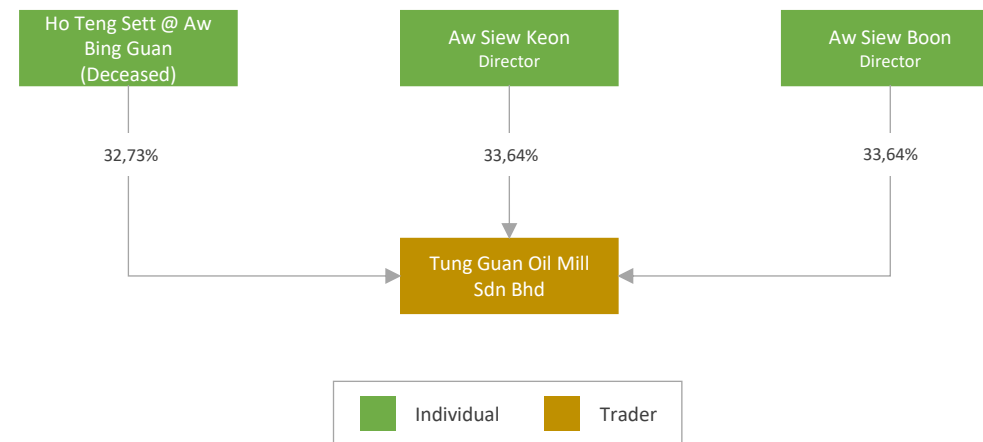 Ho Teng Sett @ Aw
Bing Guan
(Deceased)
Aw Siew Keon
Director
Aw Siew Boon
Director
32,73%
33,64%
33,64%
Tung Guan Oil Mill
Sdn Bhd
Individual
Trader